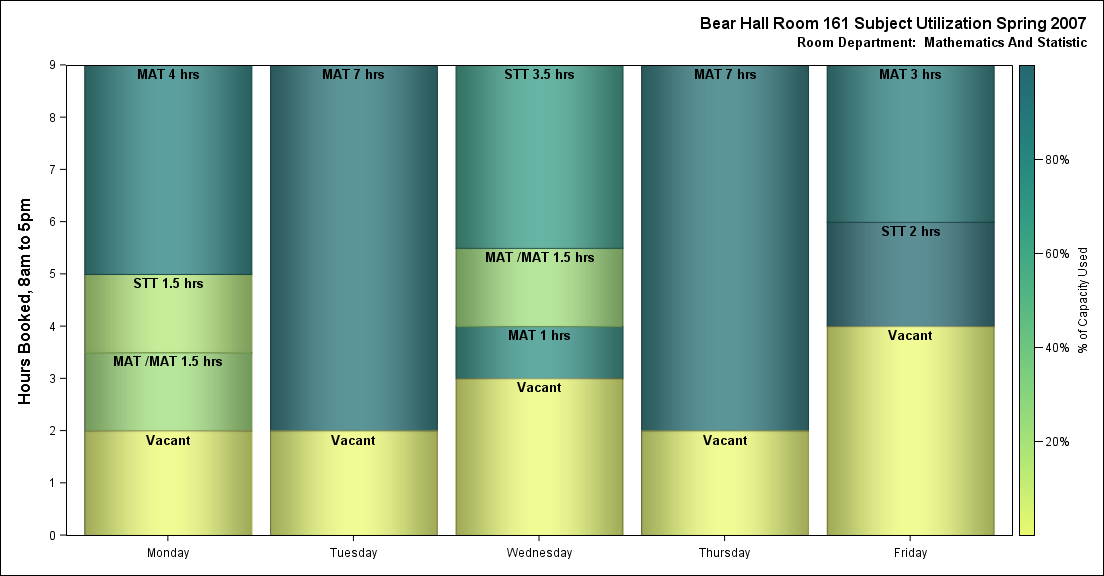 Bear Hall Room 161 Subject Utilization Spring 2007
Room Department:  Mathematics And Statistic
Hours Booked, 8am to 5pm
9
8
7
6
5
4
3
2
1
0
MAT 4 hrs
STT 1.5 hrs
MAT /MAT 1.5 hrs
Vacant
MAT 7 hrs
Vacant
STT 3.5 hrs
MAT /MAT 1.5 hrs
MAT 1 hrs
Vacant
MAT 7 hrs
Vacant
MAT 3 hrs
STT 2 hrs
Vacant
Monday
Tuesday
Wednesday
Thursday
Friday
80%
60%
40%
20%
% of Capacity Used